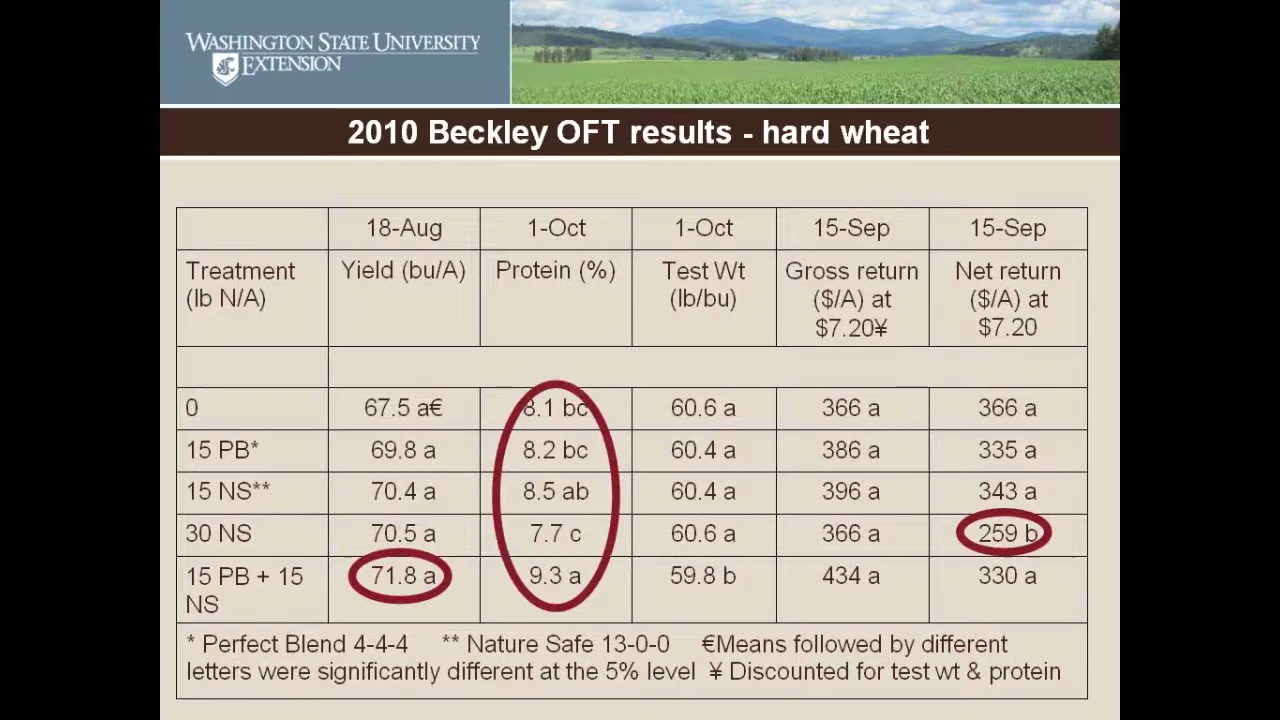 WASHINGTON STATE UNIVERSITY
EXTENSION
2010 Beckley OFT results - hard wheat
18-Aug 1-Oct 1-Oct 15-Sep 15-Sep
Treatment (lb N/A) Yield (bu/A) Protein (%) Test Wt (lb/bu) Gross return ($/A) at $7.20¥ Net return ($/A) at $7.20
0 67.5 a€ 8.1 bc 60.6 a 366 a 366 a
15 PB* 69.8 a 8.2 bc 60.4 a 386 a 335 a
15 NS** 70.4 a 8.5 ab 60.4 a 396 a 343 a
30 NS 70.5 a 7.7 c 60.6 a 366 a 259 b
15 PB + 15 NS 71.8 a 9.3 a 59.8 b 434 a 330 a
* Perfect Blend 4-4-4 ** Nature Safe 13-0-0 €Means followed by different
letters were significantly different at the 5% level ¥ Discounted for test wt & protein